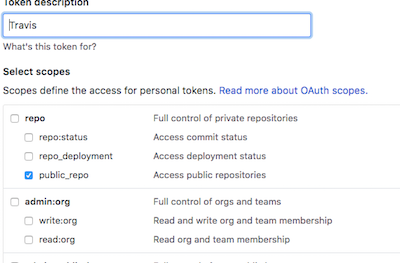 Token description
Travis
What's this token for?
Select scopes
Scopes define the access for personal tokens. Read more about OAuth scopes.
repo Full control of private repositories
repo:status Access commit status
repo_deployment Access deployment status
public_repo Access public repositories
admin:org Full control of orgs and teams
write:org Read and write org and team membership
read:org Read org and team membership